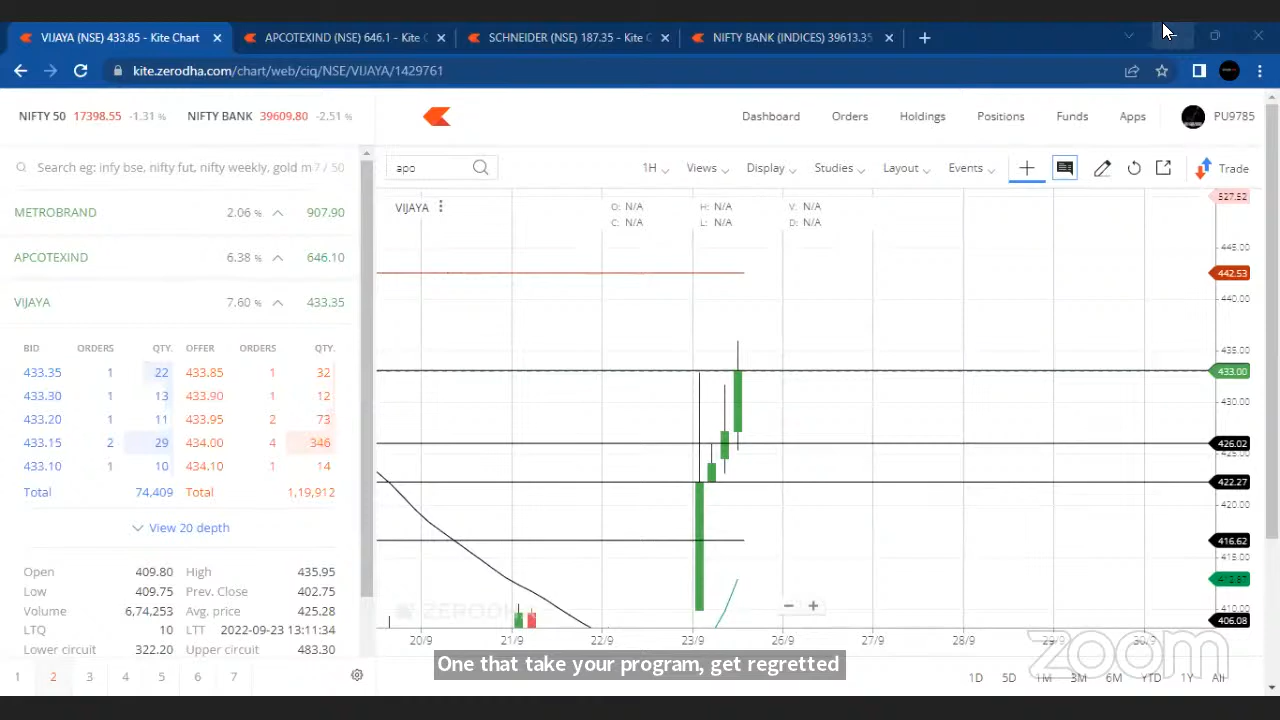 VIJAYA (NSE) 433.85 - Kite Chart
APCOTEXIND (NSE) 646.1 - Kite C
SCHNEIDER (NSE) 187.35 - Kite C
NIFTY BANK (INDICES) 39613.35
kite.zerodha.com/chart/web/ciq/NSE/VIJAYA/1429761
NIFTY 50 17398.55 -1.31 % NIFTY BANK 39609.80 -2.51 %
Dashboard Orders Holdings Positions Funds Apps PU9785
Search eg: infy bse, nifty fut, nifty weekly, gold m 7 / 50
apo 1H Views Display Studies Layout Events Trade
METROBRAND 2.06 % 907.90
APCOTEXIND 6.38 % 646.10
VIJAYA 7.60 % 433.35
BID ORDERS QTY. OFFER ORDERS QTY.
433.35 1 22 433.85 1 32
433.30 1 13 433.90 1 12
433.20 1 11 433.95 2 73
433.15 2 29 434.00 4 346
433.10 1 10 434.10 1 14
Total 74,409 Total 1,19,912
View 20 depth
Open 409.80 High 435.95
Low 409.75 Prev. Close 402.75
Volume 6,74,253 Avg. price 425.28
LTQ 10 LTT 2022-09-23 13:11:34
Lower circuit 322.20 Upper circuit 483.30
1 2 3 4 5 6 7
VIJAYA
O: N/A H: N/A V: N/A
C: N/A L: N/A D: N/A
527.52
445.00
442.53
440.00
435.00
433.00
430.00
426.02
425.00
422.27
420.00
416.62
415.00
412.87
410.00
406.08
ZERODH
20/9 21/9 22/9 23/9 26/9 27/9 28/9 29/9 30/9
zoom
One that take your program, get regretted
1D 5D 1M 3M 6M YTD 1Y All